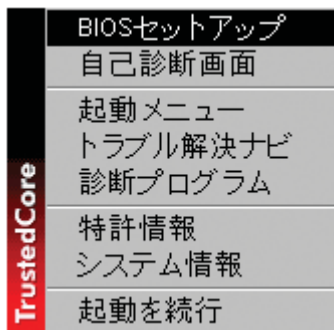 BIOSセットアップ
自己診断画面
起動メニュー
トラブル解決ナビ
診断プログラム
特許情報
システム情報
起動を続行
TrustedCore